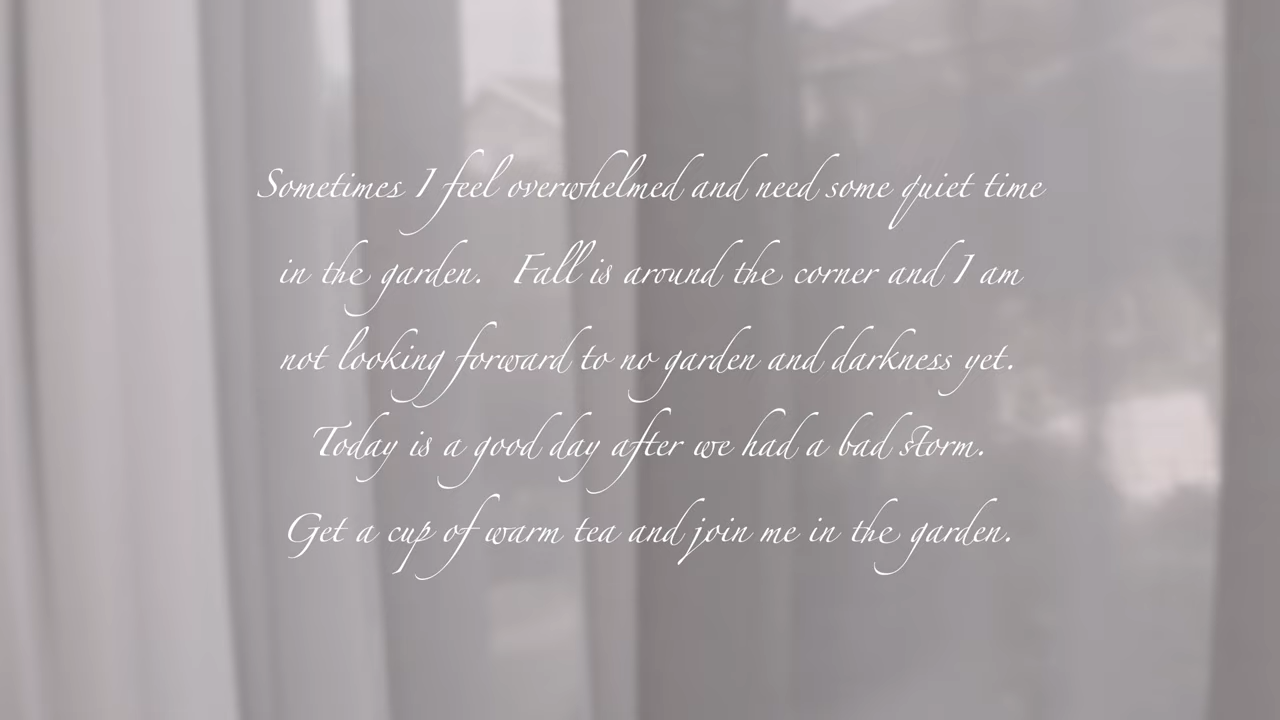 Sometimes I feel overwhelmed and need some quiet time
in the garden. Fall is around the corner and I am
not looking forward to no garden and darkness yet.
Today is a good day after we had a bad storm.
Get a cup of warm tea and join me in the garden.